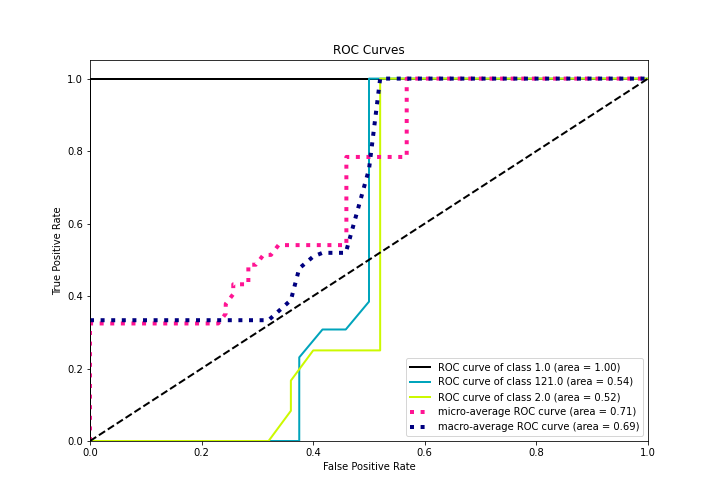 ROC Curves
True Positive Rate
1.0
0.8
0.6
0.4
0.2
0.0
0.0 0.2 0.4 0.6 0.8 1.0
False Positive Rate
ROC curve of class 1.0 (area = 1.00)
ROC curve of class 121.0 (area = 0.54)
ROC curve of class 2.0 (area = 0.52)
micro-average ROC curve (area = 0.71)
macro-average ROC curve (area = 0.69)